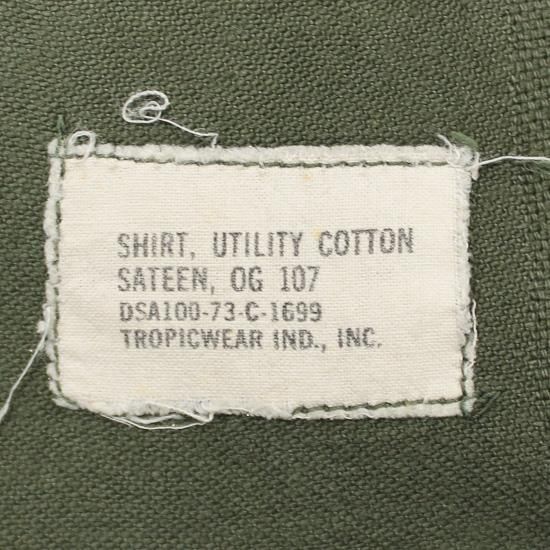 SHIRT, UTILITY COTTON
SATEEN, OG 107
DSA100-73-C-1699
TROPICWEAR IND., INC.